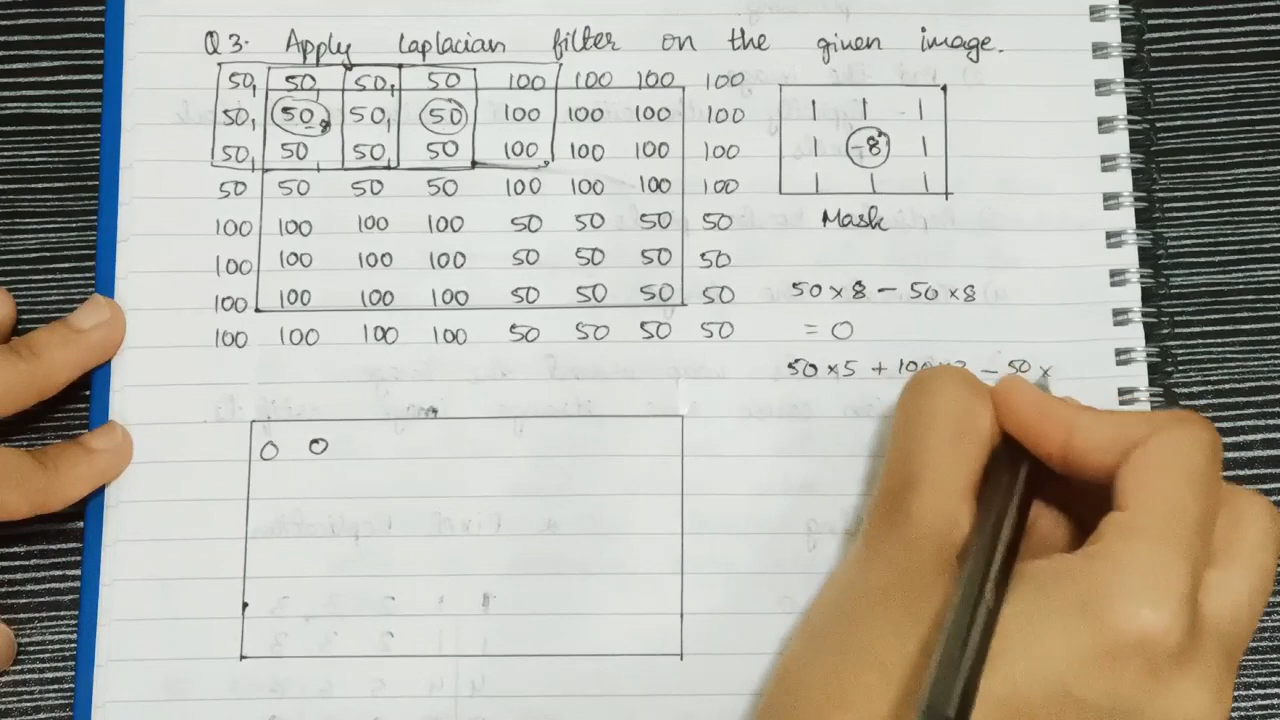 Q3. Apply Laplacian filter on the given image.
50, 50, 50, 50 100 100 100 100
50, 50, 50, 50 100 100 100 100
50, 50, 50, 50 100 100 100 100
50 50 50 50 100 100 100 100
100 100 100 100 50 50 50 50
100 100 100 100 50 50 50 50
100 100 100 100 50 50 50 50
100 100 100 100 50 50 50 50
1 1 1
1 -8 1
1 1 1
Mask
50 × 8 - 50 × 8
= 0
50 × 5 + - 50 ×
0 0